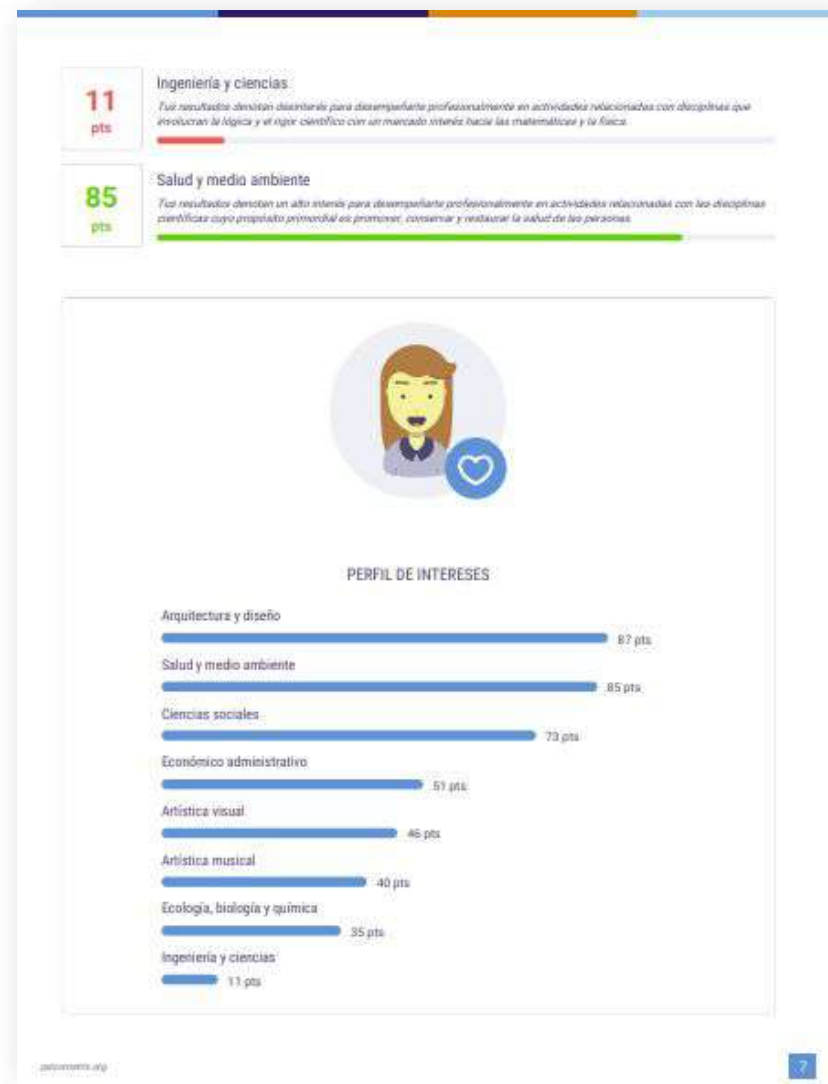 11
pts
Ingeniería y ciencias
Tus resultados denotan desinterés para desempeñarte profesionalmente en actividades relacionadas con disciplinas que
involucran la lógica y el rigor científico con un marcado interés hacia las matemáticas y la física.
85
pts
Salud y medio ambiente
Tus resultados denotan un alto interés para desempeñarte profesionalmente en actividades relacionadas con las disciplinas
científicas cuyo propósito primordial es promover, conservar y restaurar la salud de las personas.
PERFIL DE INTERESES
Arquitectura y diseño
87 pts
Salud y medio ambiente
85 pts
Ciencias sociales
73 pts
Económico administrativo
51 pts
Artística visual
46 pts
Artística musical
40 pts
Ecología, biología y química
35 pts
Ingeniería y ciencias
11 pts
7